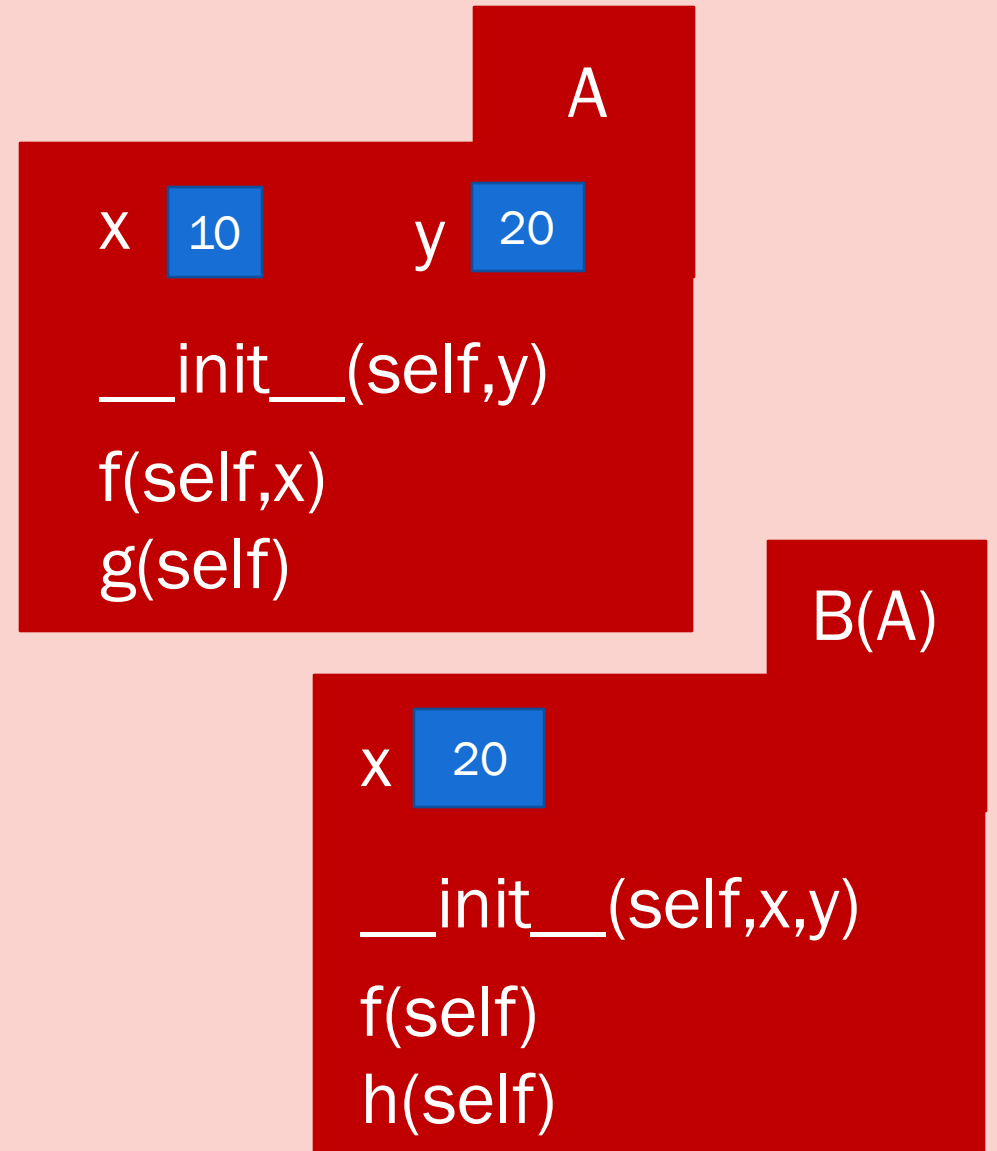 A
x 10 y 20
__init__(self,y)
f(self,x)
g(self)
B(A)
x 20
__init__(self,x,y)
f(self)
h(self)